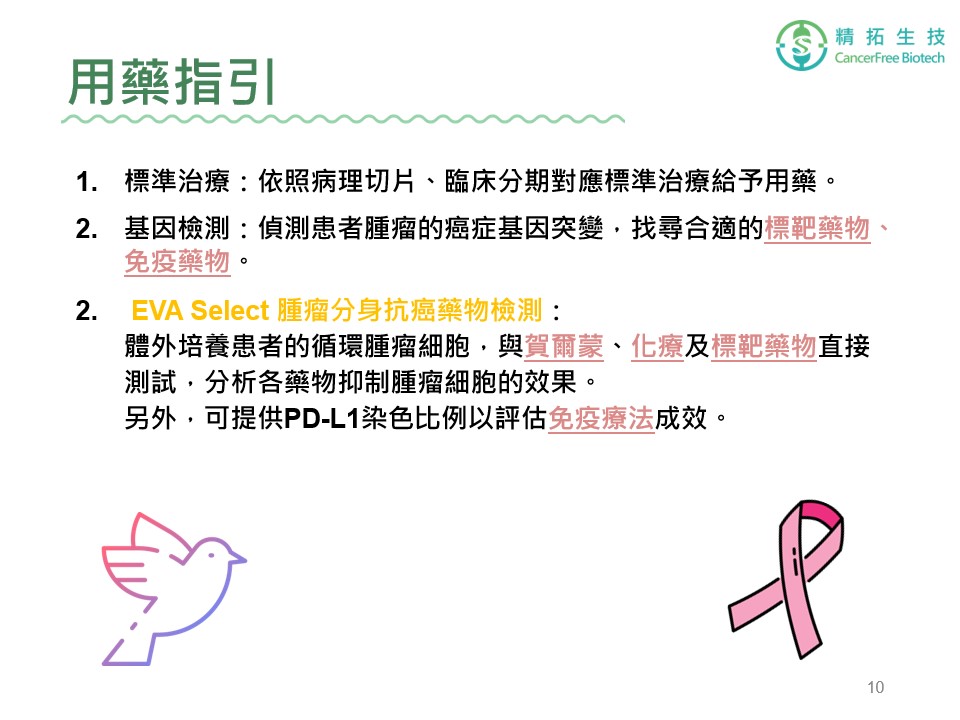 精拓生技
CancerFree Biotech
用藥指引
1. 標準治療：依照病理切片、臨床分期對應標準治療給予用藥。
2. 基因檢測：偵測患者腫瘤的癌症基因突變，找尋合適的標靶藥物、
免疫藥物。
2. EVA Select 腫瘤分身抗癌藥物檢測：
體外培養患者的循環腫瘤細胞，與賀爾蒙、化療及標靶藥物直接
測試，分析各藥物抑制腫瘤細胞的效果。
另外，可提供PD-L1染色比例以評估免疫療法成效。
10